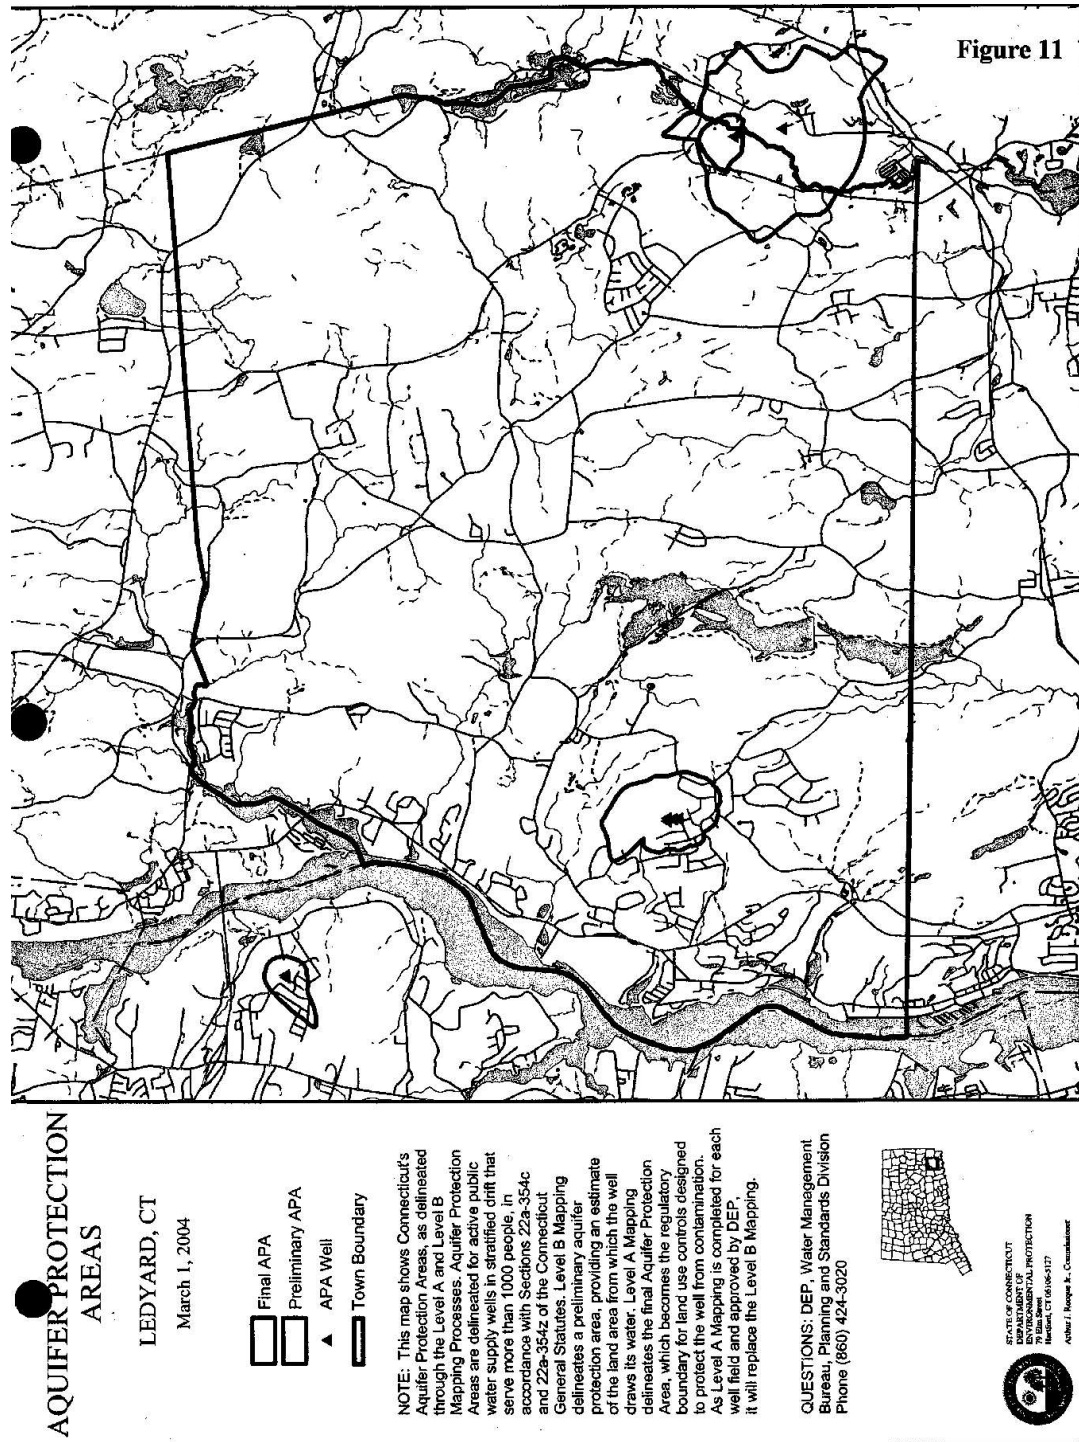 Figure 11
AQUIFER PROTECTION
AREAS
LEDYARD, CT
March 1, 2004
Final APA
Preliminary APA
APA Well
Town Boundary
NOTE: This map shows Connecticut's
Aquifer Protection Areas, as delineated
through the Level A and Level B
Mapping Processes. Aquifer Protection
Areas are delineated for active public
water supply wells in stratified drift that
serve more than 1000 people, in
accordance with Sections 22a-354c
and 22a-354z of the Connecticut
General Statutes. Level B Mapping
delineates a preliminary aquifer
protection area, providing an estimate
of the land area from which the well
draws its water. Level A Mapping
delineates the final Aquifer Protection
Area, which becomes the regulatory
boundary for land use controls designed
to protect the well from contamination.
As Level A Mapping is completed for each
well field and approved by DEP,
it will replace the Level B Mapping.
QUESTIONS: DEP, Water Management
Bureau, Planning and Standards Division
Phone (860) 424-3020
STATE OF CONNECTICUT
DEPARTMENT OF
ENVIRONMENTAL PROTECTION
79 Elm Street
Hartford, CT 06106-5127
Arthur J. Rocque Jr., Commissioner